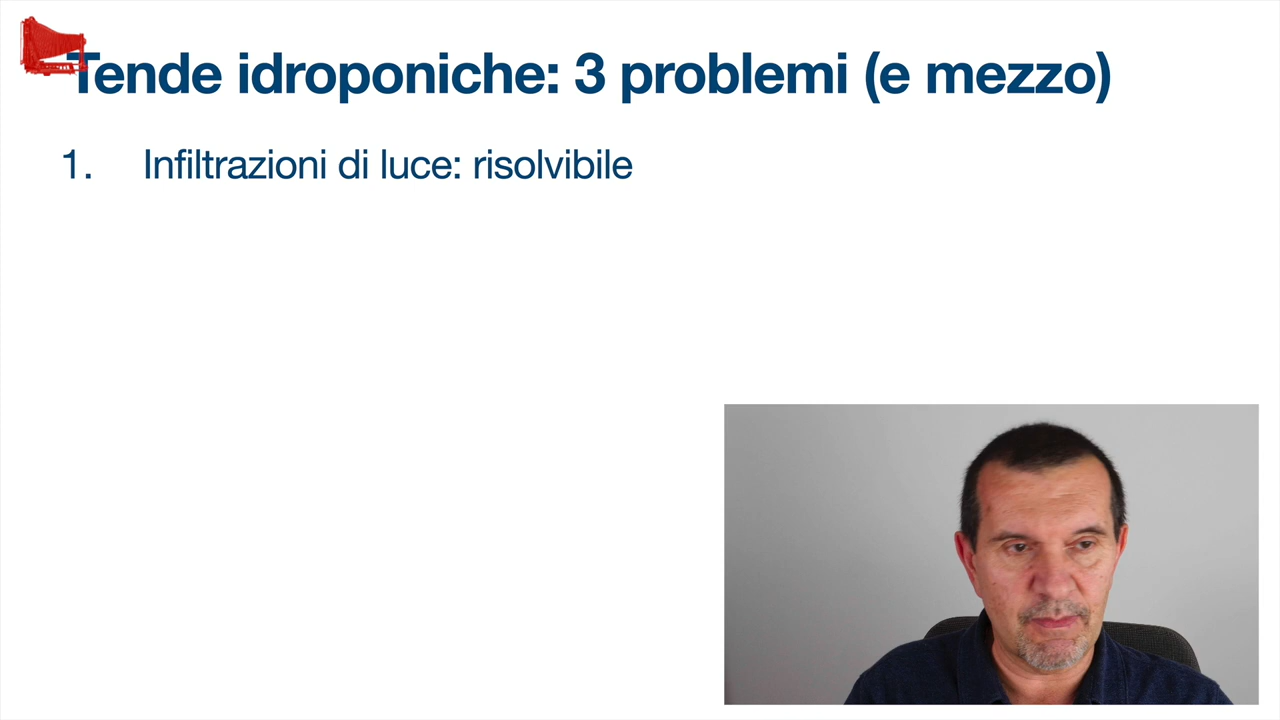 Tende idroponiche: 3 problemi (e mezzo)
1. Infiltrazioni di luce: risolvibile